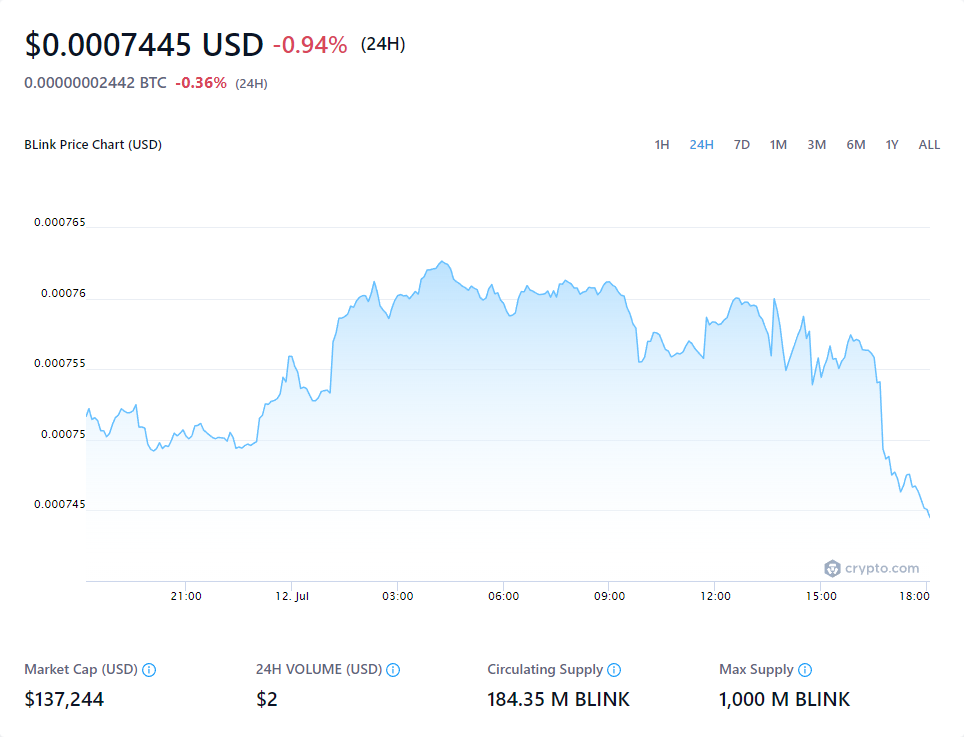 $0.0007445 USD -0.94% (24H)
0.00000002442 BTC -0.36% (24H)
BLink Price Chart (USD) 1H 24H 7D 1M 3M 6M 1Y ALL
0.000765
0.00076
0.000755
0.00075
0.000745
crypto.com
21:00 12. Jul 03:00 06:00 09:00 12:00 15:00 18:00
Market Cap (USD) 24H VOLUME (USD) Circulating Supply Max Supply
$137,244 $2 184.35 M BLINK 1,000 M BLINK